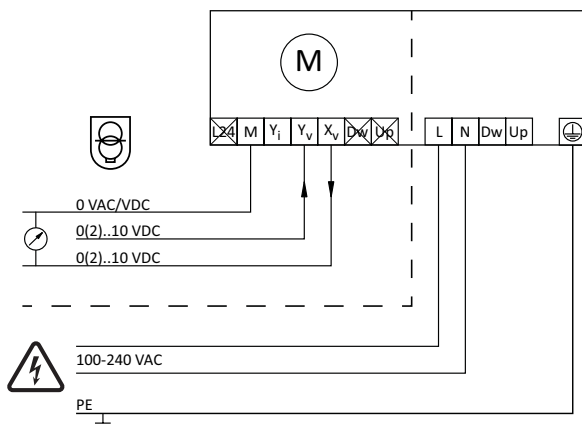 M
L24 M Yi Yv Xv Dw Up L N Dw Up
0 VAC/VDC
0(2)..10 VDC
0(2)..10 VDC
100-240 VAC
PE